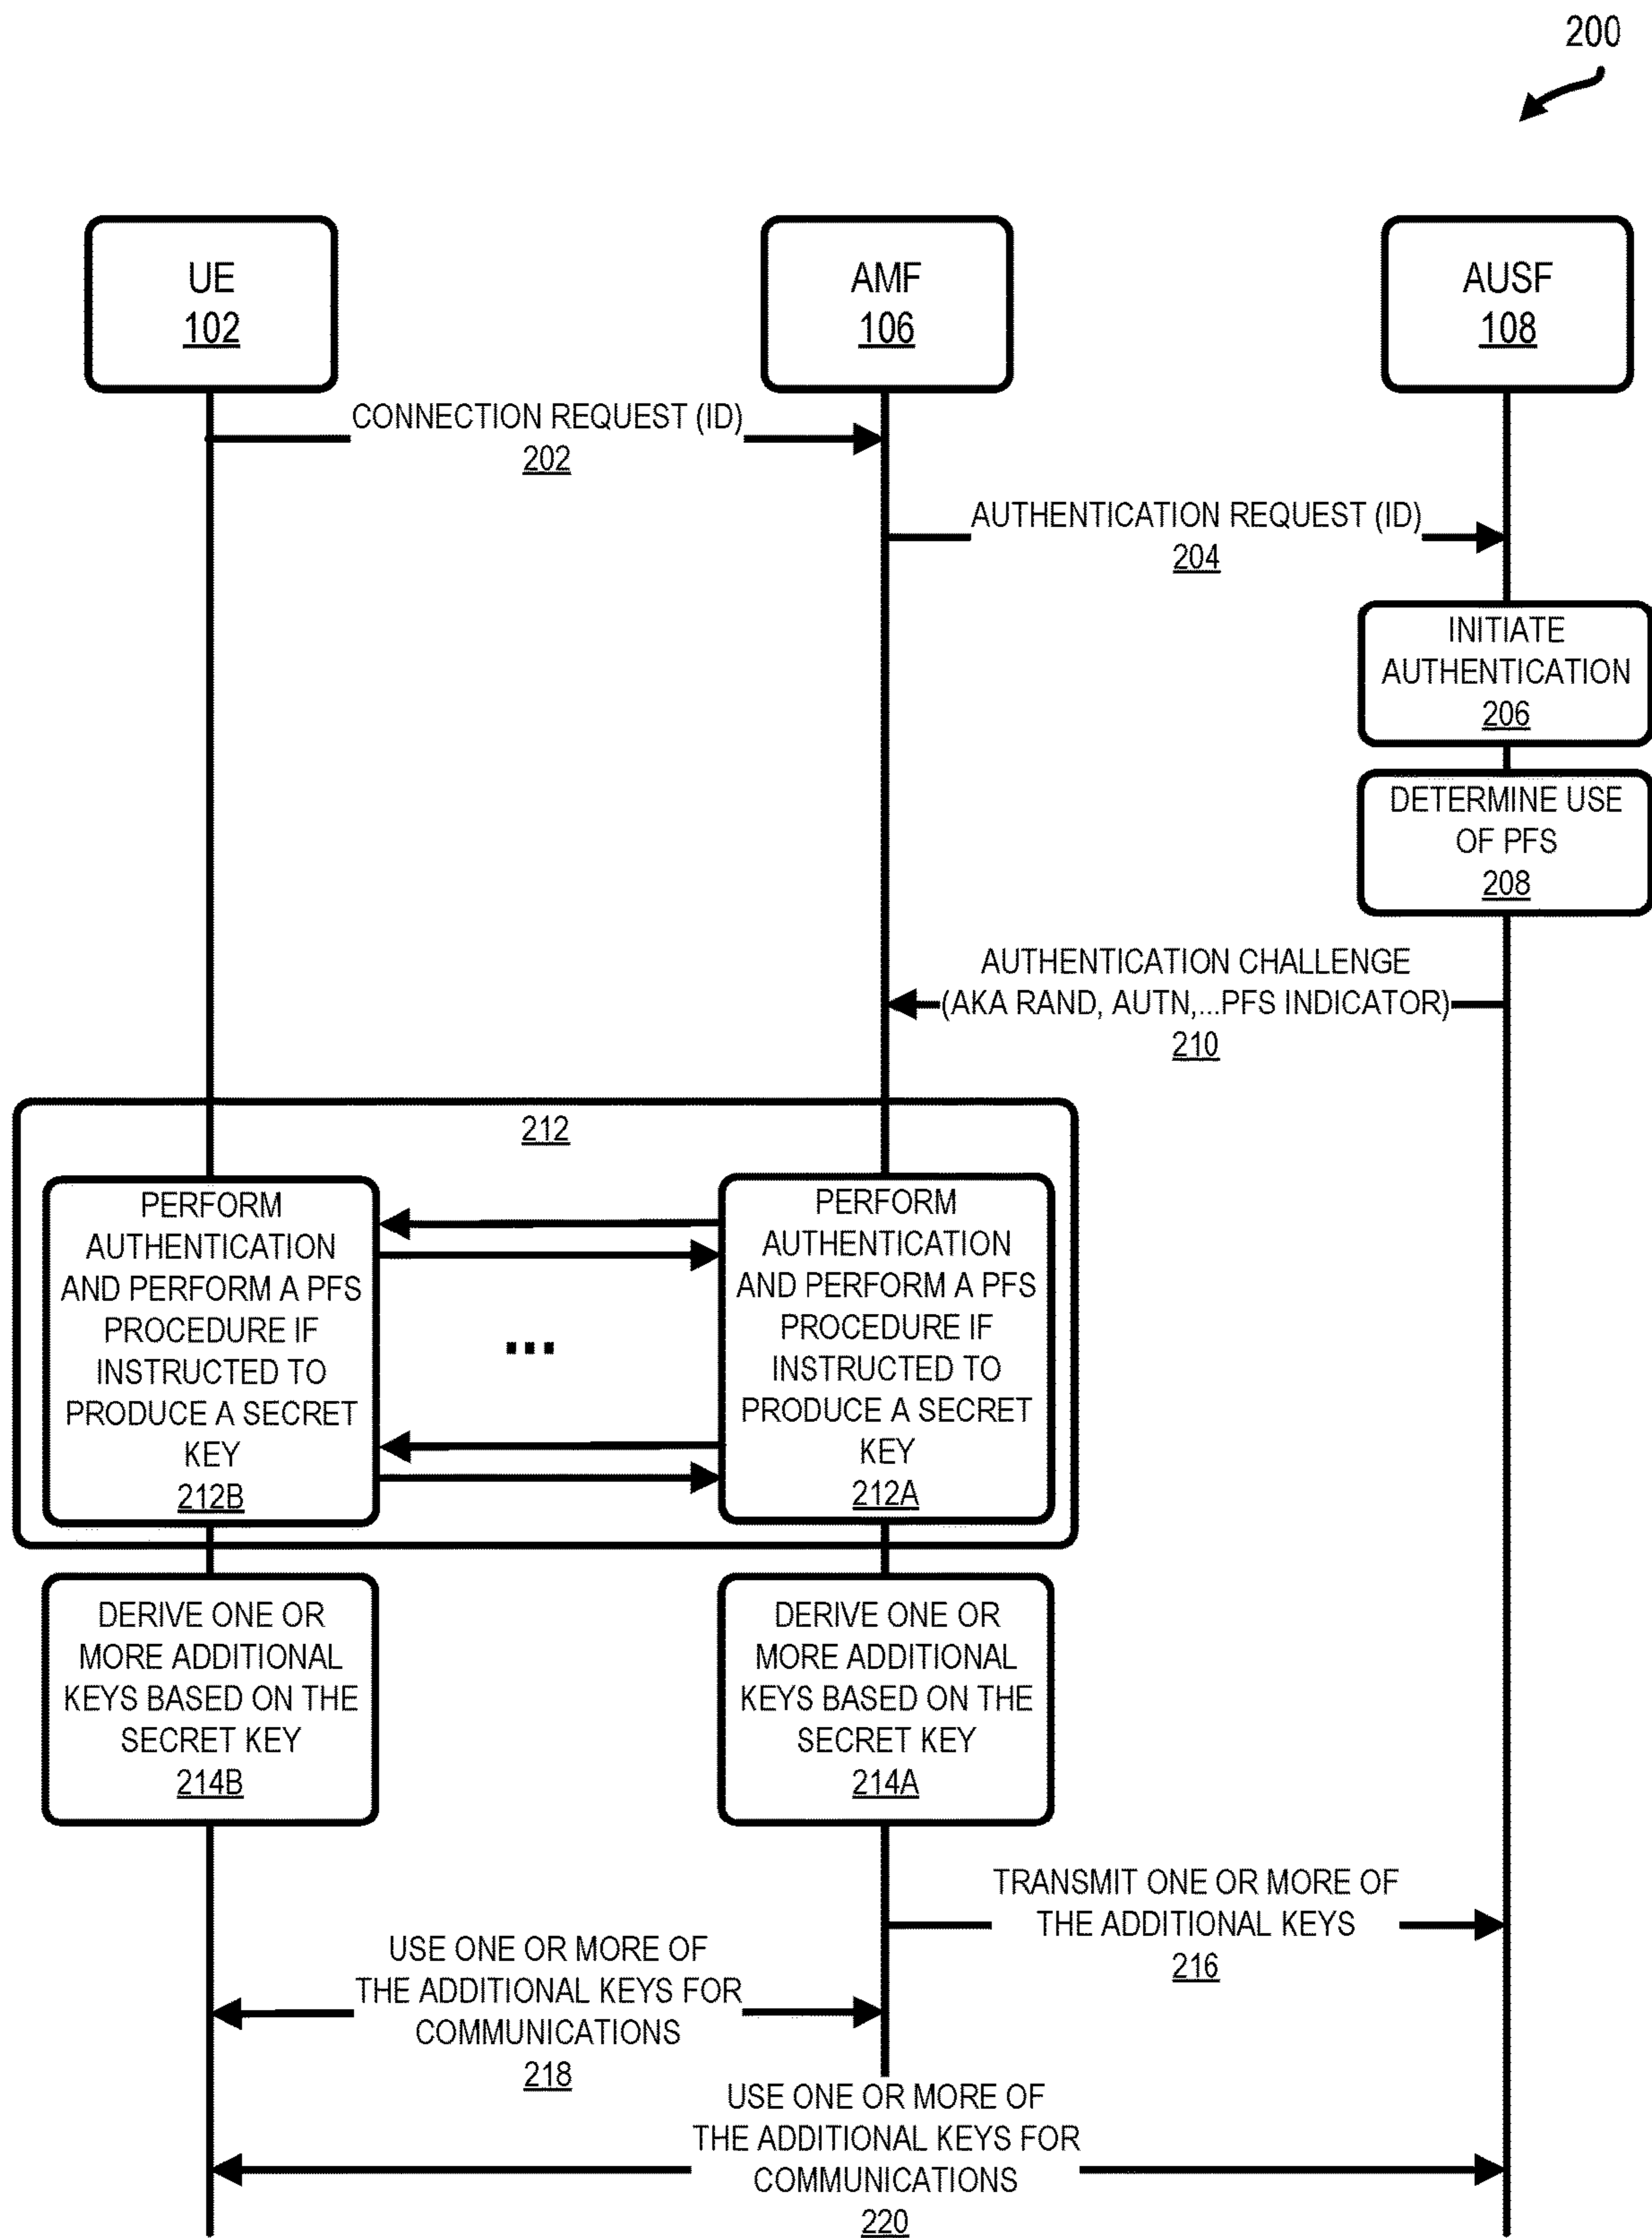 200
UE
102
AMF
106
AUSF
108
CONNECTION REQUEST (ID)
202
AUTHENTICATION REQUEST (ID)
204
INITIATE
AUTHENTICATION
206
DETERMINE USE
OF PFS
208
AUTHENTICATION CHALLENGE
(AKA RAND, AUTN,...PFS INDICATOR)
210
212
PERFORM
AUTHENTICATION
AND PERFORM A PFS
PROCEDURE IF
INSTRUCTED TO
PRODUCE A SECRET
KEY
212B
...
PERFORM
AUTHENTICATION
AND PERFORM A PFS
PROCEDURE IF
INSTRUCTED TO
PRODUCE A SECRET
KEY
212A
DERIVE ONE OR
MORE ADDITIONAL
KEYS BASED ON THE
SECRET KEY
214B
DERIVE ONE OR
MORE ADDITIONAL
KEYS BASED ON THE
SECRET KEY
214A
TRANSMIT ONE OR MORE OF
THE ADDITIONAL KEYS
216
USE ONE OR MORE OF
THE ADDITIONAL KEYS FOR
COMMUNICATIONS
218
USE ONE OR MORE OF
THE ADDITIONAL KEYS FOR
COMMUNICATIONS
220